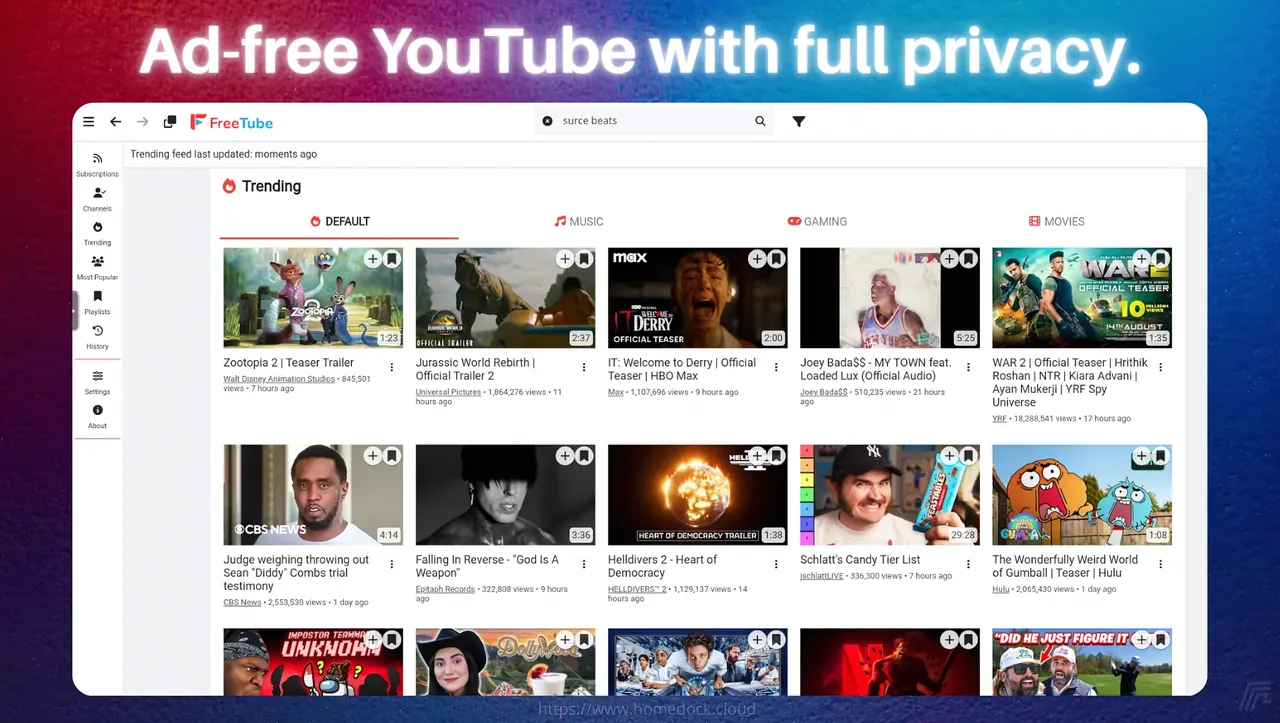 Ad-free YouTube with full privacy.
FreeTube
surce beats
Trending feed last updated: moments ago
Subscriptions
Channels
Trending
Most Popular
Playlists
History
Settings
About
Trending
DEFAULT
MUSIC
GAMING
MOVIES
ZOOTOPIA
2
1:23
Zootopia 2 | Teaser Trailer
Walt Disney Animation Studios • 845,501
views • 7 hours ago
JURASSIC WORLD
REBIRTH
OFFICIAL TRAILER
2:37
Jurassic World Rebirth |
Official Trailer 2
Universal Pictures • 1,864,276 views • 11
hours ago
max
HBO ORIGINAL
IT WELCOME TO
DERRY
OFFICIAL TEASER
2:00
IT: Welcome to Derry | Official
Teaser | HBO Max
Max • 1,107,696 views • 9 hours ago
5:25
Joey Bada$$ - MY TOWN feat.
Loaded Lux (Official Audio)
Joey Bada$$ • 510,235 views • 21 hours
ago
WAR 2
OFFICIAL TEASER
10 MILLION+
VIEWS
14TH AUGUST
1:35
WAR 2 | Official Teaser | Hrithik
Roshan | NTR | Kiara Advani |
Ayan Mukerji | YRF Spy
Universe
YRF • 18,288,541 views • 17 hours ago
CBS NEWS
4:14
Judge weighing throwing out
Sean "Diddy" Combs trial
testimony
CBS News • 2,553,530 views • 1 day ago
3:36
Falling In Reverse - "God Is A
Weapon"
Epitaph Records • 322,808 views • 9 hours
ago
HEART OF DEMOCRACY TRAILER
1:38
Helldivers 2 - Heart of
Democracy
HELLDIVERS™ 2 • 1,129,137 views • 14
hours ago
NY
FEASTABLES
29:28
Schlatt's Candy Tier List
jschlattLIVE • 336,300 views • 7 hours ago
GUMBALL
1:08
The Wonderfully Weird World
of Gumball | Teaser | Hulu
Hulu • 2,065,430 views • 1 day ago
IMPOSTOR TEAMMATE
UNKNOWN
Dollywood
"DID HE JUST FIGURE IT
https://www.homedock.cloud